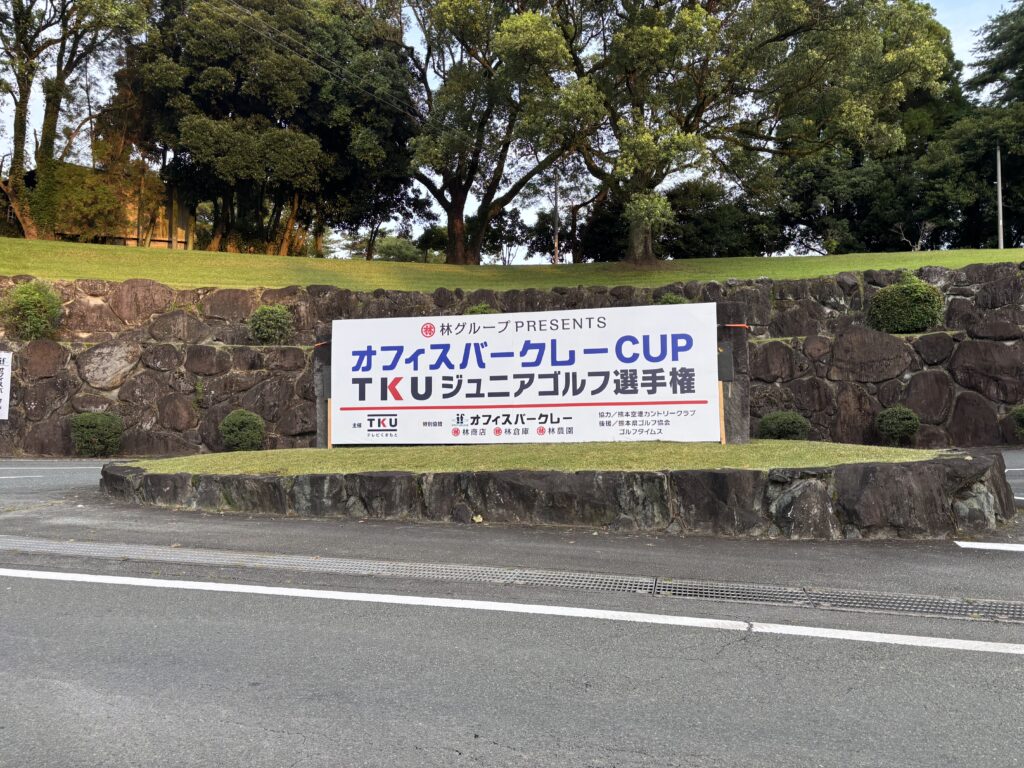 ㊑林グループ PRESENTS
オフィスバークレーCUP
TKUジュニアゴルフ選手権
主催 TKU テレビくまもと
特別協賛 オフィスバークレー
林商店 林倉庫 林農園
協力／熊本空港カントリークラブ
後援／熊本県ゴルフ協会
ゴルフタイムス